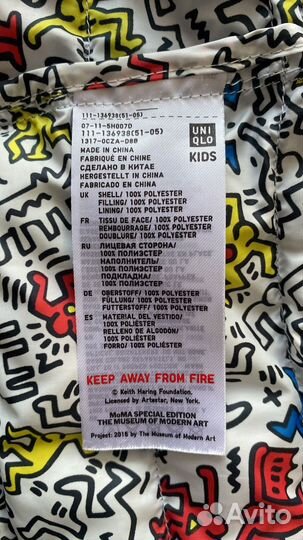 111-136938(51-05)
07-11-5H007D
111-136938(51-05)
1317-OCZA-D8B
UNI
QLO
KIDS
MADE IN CHINA
FABRIQUÉ EN CHINE
СДЕЛАНО В КИТАЕ
HERGESTELLT IN CHINA
FABRICADO EN CHINA
UK SHELL/ 100% POLYESTER
FILLING/ 100% POLYESTER
LINING/ 100% POLYESTER
FR TISSU DE FACE/ 100% POLYESTER
REMBOURRAGE/ 100% POLYESTER
DOUBLURE/ 100% POLYESTER
RU ЛИЦЕВАЯ СТОРОНА/
100% ПОЛИЭСТЕР
НАПОЛНИТЕЛЬ/
100% ПОЛИЭСТЕР
ПОДКЛАДКА/
100% ПОЛИЭСТЕР
DE OBERSTOFF/ 100% POLYESTER
FÜLLUNG/ 100% POLYESTER
FUTTERSTOFF/ 100% POLYESTER
ES MATERIAL DEL VESTIDO/
100% POLIÉSTER
RELLENO DE ALGODÓN/
100% POLIÉSTER
FORRO/ 100% POLIÉSTER
KEEP AWAY FROM FIRE
© Keith Haring Foundation.
Licensed by Artestar, New York.
MoMA SPECIAL EDITION
THE MUSEUM OF MODERN ART
Project: 2016 by The Museum of Modern Art
Avito